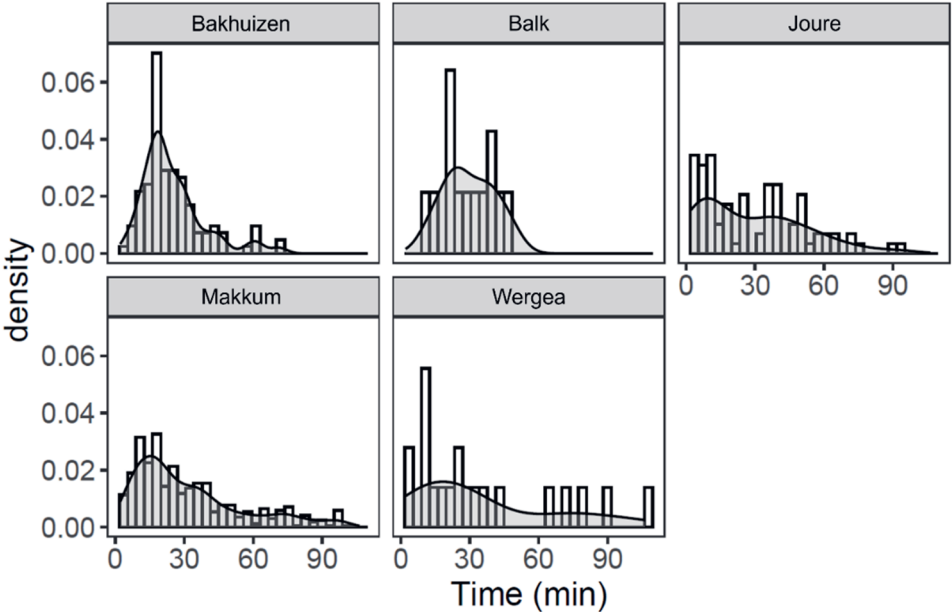 Bakhuizen Balk Joure
0.06
0.04
0.02
0.00
0 30 60 90
Makkum Wergea
0.06
0.04
0.02
0.00
0 30 60 90 0 30 60 90
density
Time (min)